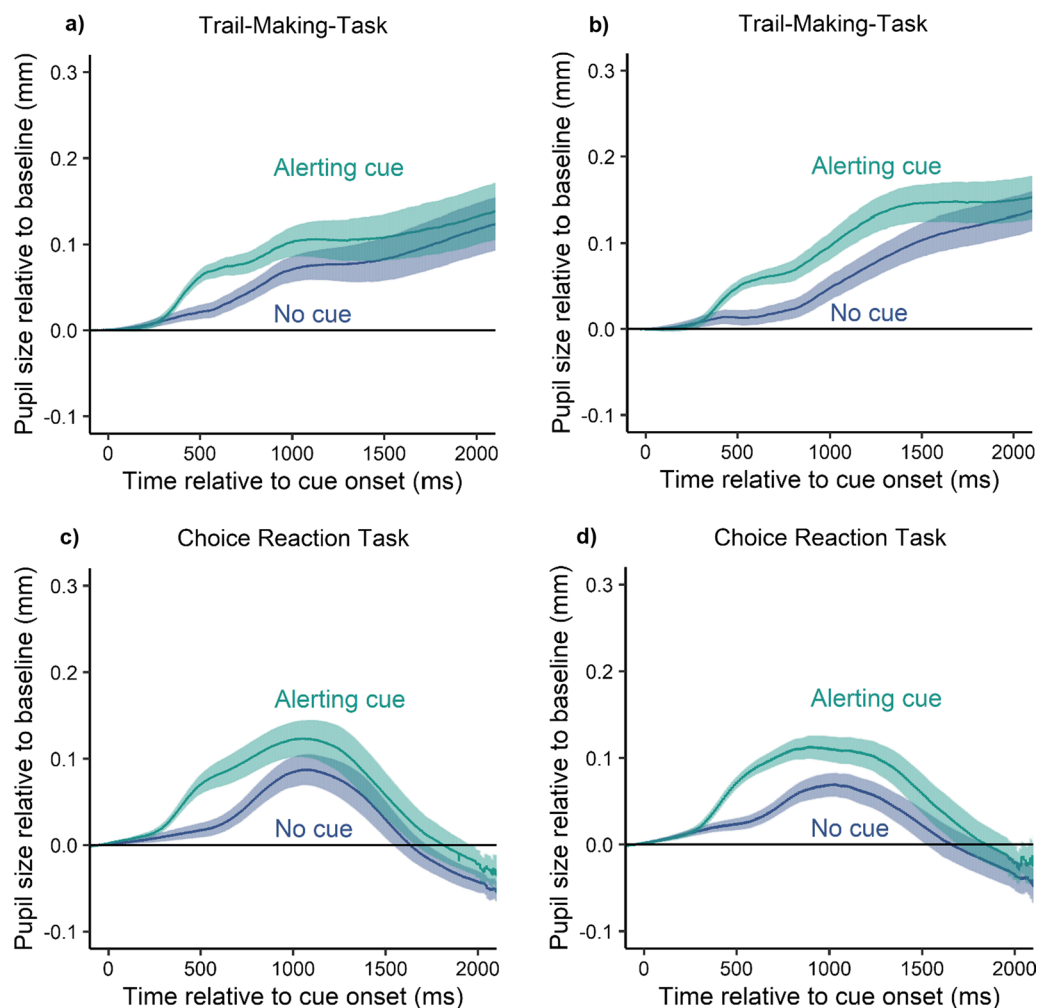 a) Trail-Making-Task
Pupil size relative to baseline (mm)
0.3
0.2
0.1
0.0
-0.1
Alerting cue
No cue
0 500 1000 1500 2000
Time relative to cue onset (ms)
b) Trail-Making-Task
Pupil size relative to baseline (mm)
0.3
0.2
0.1
0.0
-0.1
Alerting cue
No cue
0 500 1000 1500 2000
Time relative to cue onset (ms)
c) Choice Reaction Task
Pupil size relative to baseline (mm)
0.3
0.2
0.1
0.0
-0.1
Alerting cue
No cue
0 500 1000 1500 2000
Time relative to cue onset (ms)
d) Choice Reaction Task
Pupil size relative to baseline (mm)
0.3
0.2
0.1
0.0
-0.1
Alerting cue
No cue
0 500 1000 1500 2000
Time relative to cue onset (ms)